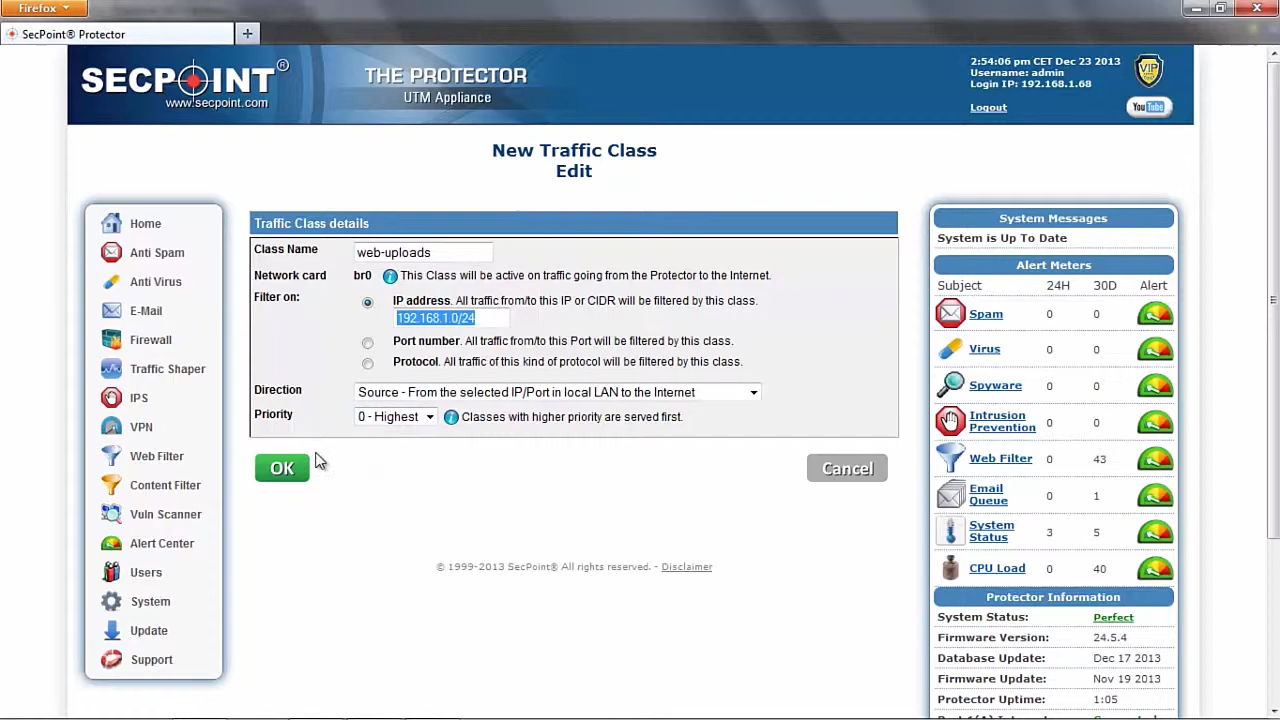 Firefox
SecPoint® Protector
SECPOINT®
www.secpoint.com
THE PROTECTOR
UTM Appliance
2:54:06 pm CET Dec 23 2013
Username: admin
Login IP: 192.168.1.68
Logout
VIP
You Tube
New Traffic Class
Edit
Home
Anti Spam
Anti Virus
E-Mail
Firewall
Traffic Shaper
IPS
VPN
Web Filter
Content Filter
Vuln Scanner
Alert Center
Users
System
Update
Support
Traffic Class details
Class Name web-uploads
Network card br0 This Class will be active on traffic going from the Protector to the Internet.
Filter on: IP address. All traffic from/to this IP or CIDR will be filtered by this class.
192.168.1.0/24
Port number. All traffic from/to this Port will be filtered by this class.
Protocol. All traffic of this kind of protocol will be filtered by this class.
Direction Source - From the selected IP/Port in local LAN to the Internet
Priority 0 - Highest Classes with higher priority are served first.
OK Cancel
© 1999-2013 SecPoint® All rights reserved. - Disclaimer
System Messages
System is Up To Date
Alert Meters
Subject 24H 30D Alert
Spam 0 0
Virus 0 0
Spyware 0 0
Intrusion Prevention 0 0
Web Filter 0 43
Email Queue 0 1
System Status 3 5
CPU Load 0 40
Protector Information
System Status: Perfect
Firmware Version: 24.5.4
Database Update: Dec 17 2013
Firmware Update: Nov 19 2013
Protector Uptime: 1:05